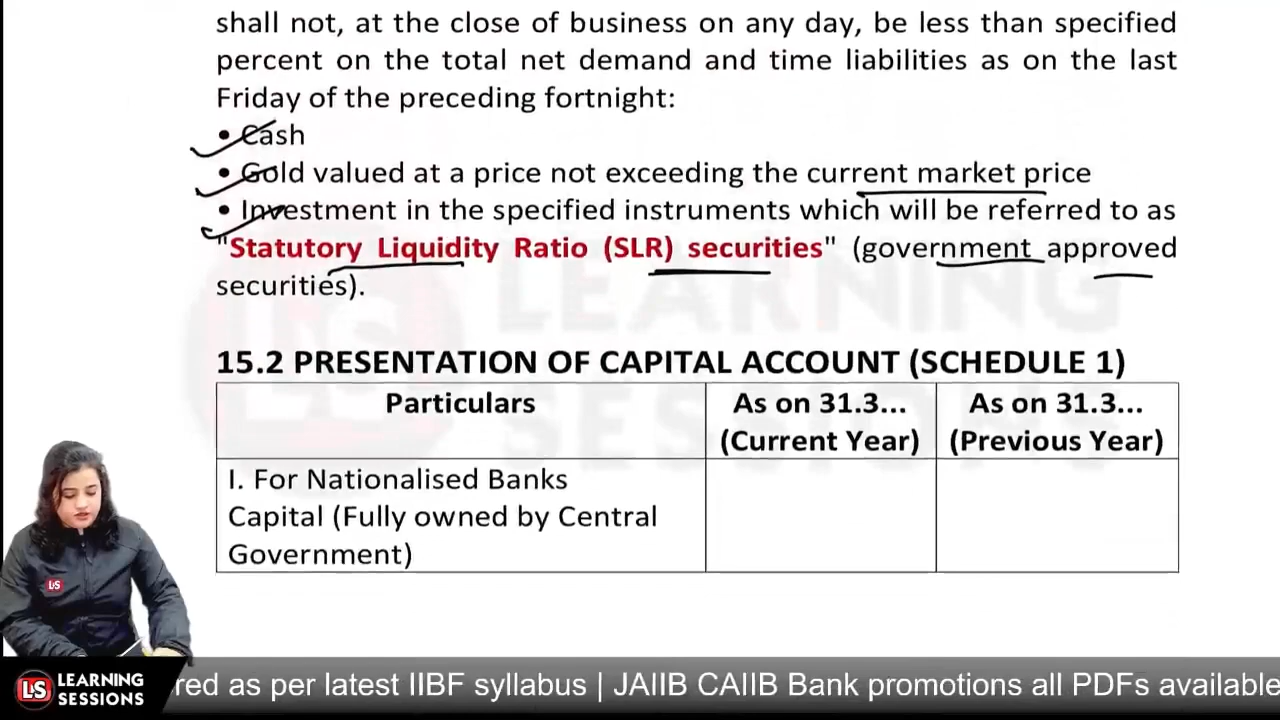 shall not, at the close of business on any day, be less than specified
percent on the total net demand and time liabilities as on the last
Friday of the preceding fortnight:
• Cash
• Gold valued at a price not exceeding the current market price
• Investment in the specified instruments which will be referred to as
"Statutory Liquidity Ratio (SLR) securities" (government approved
securities).
LEARNING
SESSIONS
15.2 PRESENTATION OF CAPITAL ACCOUNT (SCHEDULE 1)
Particulars
As on 31.3...
(Current Year)
As on 31.3...
(Previous Year)
I. For Nationalised Banks
Capital (Fully owned by Central
Government)
LS
LS LEARNING
SESSIONS
red as per latest IIBF syllabus | JAIIB CAIIB Bank promotions all PDFs available